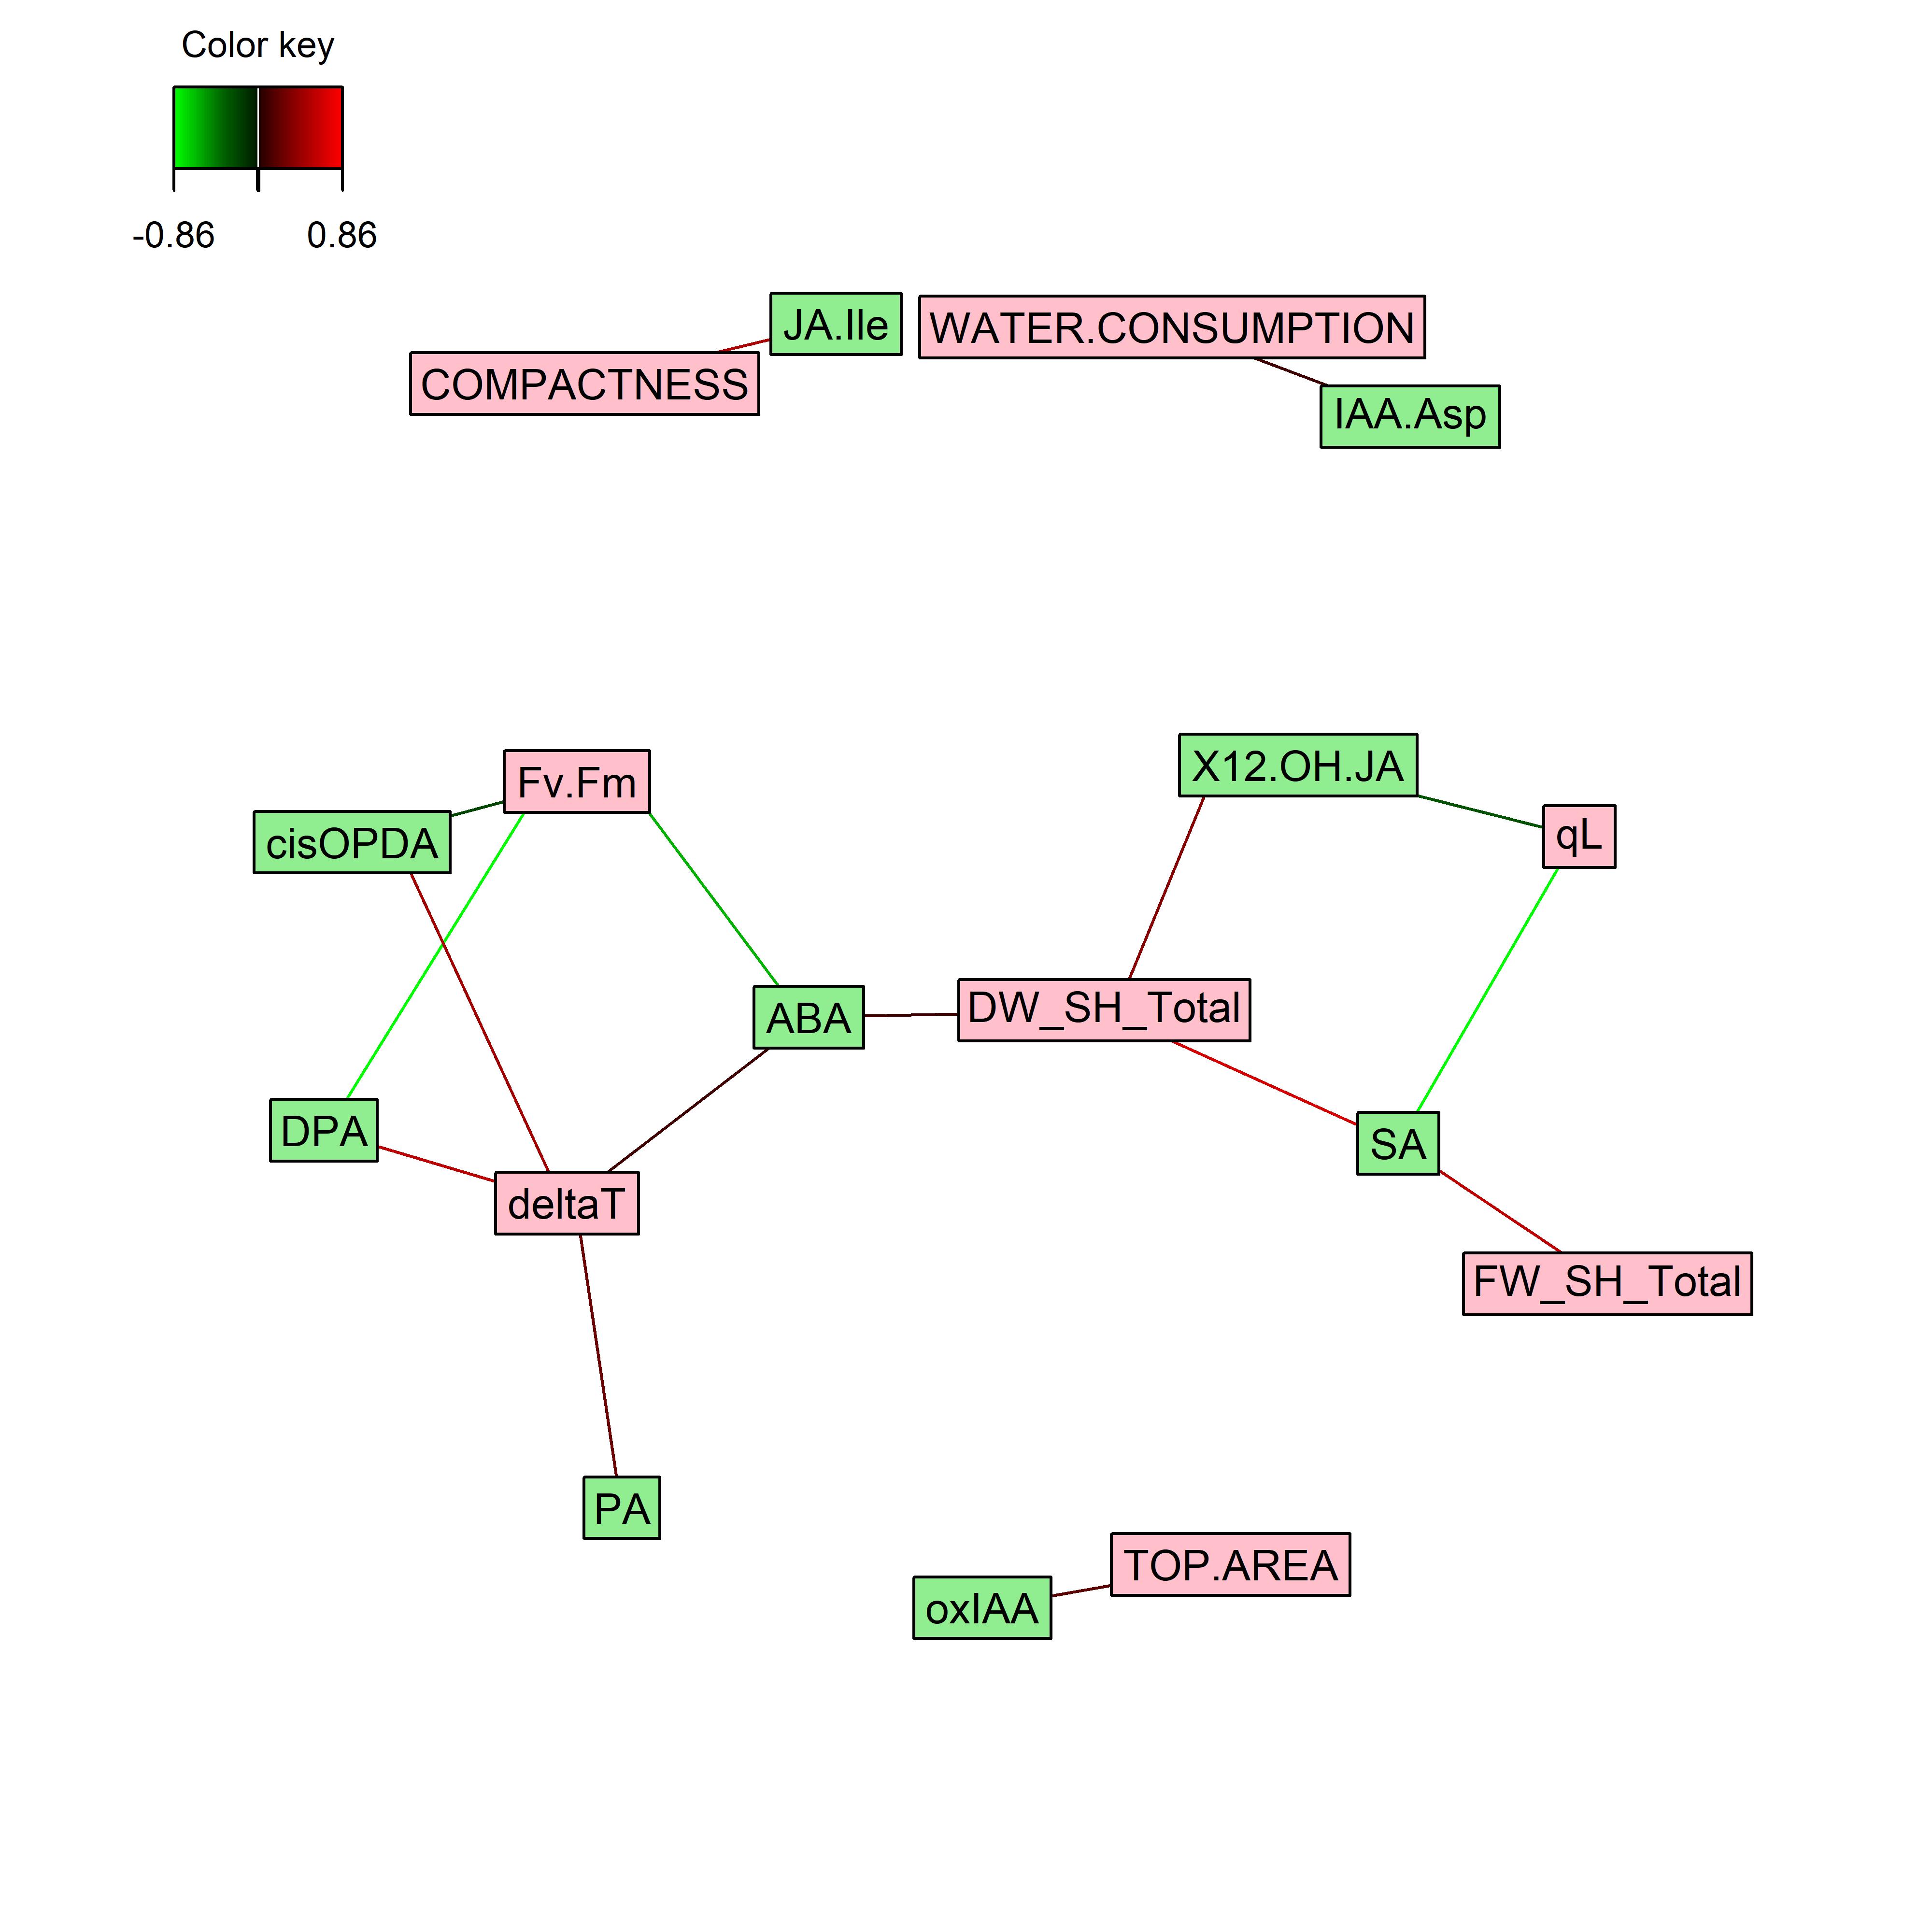 Color key
-0.86 0.86
JA.Ile
WATER.CONSUMPTION
COMPACTNESS
IAA.Asp
Fv.Fm
X12.OH.JA
cisOPDA
qL
ABA
DW_SH_Total
DPA
SA
deltaT
FW_SH_Total
PA
TOP.AREA
oxIAA